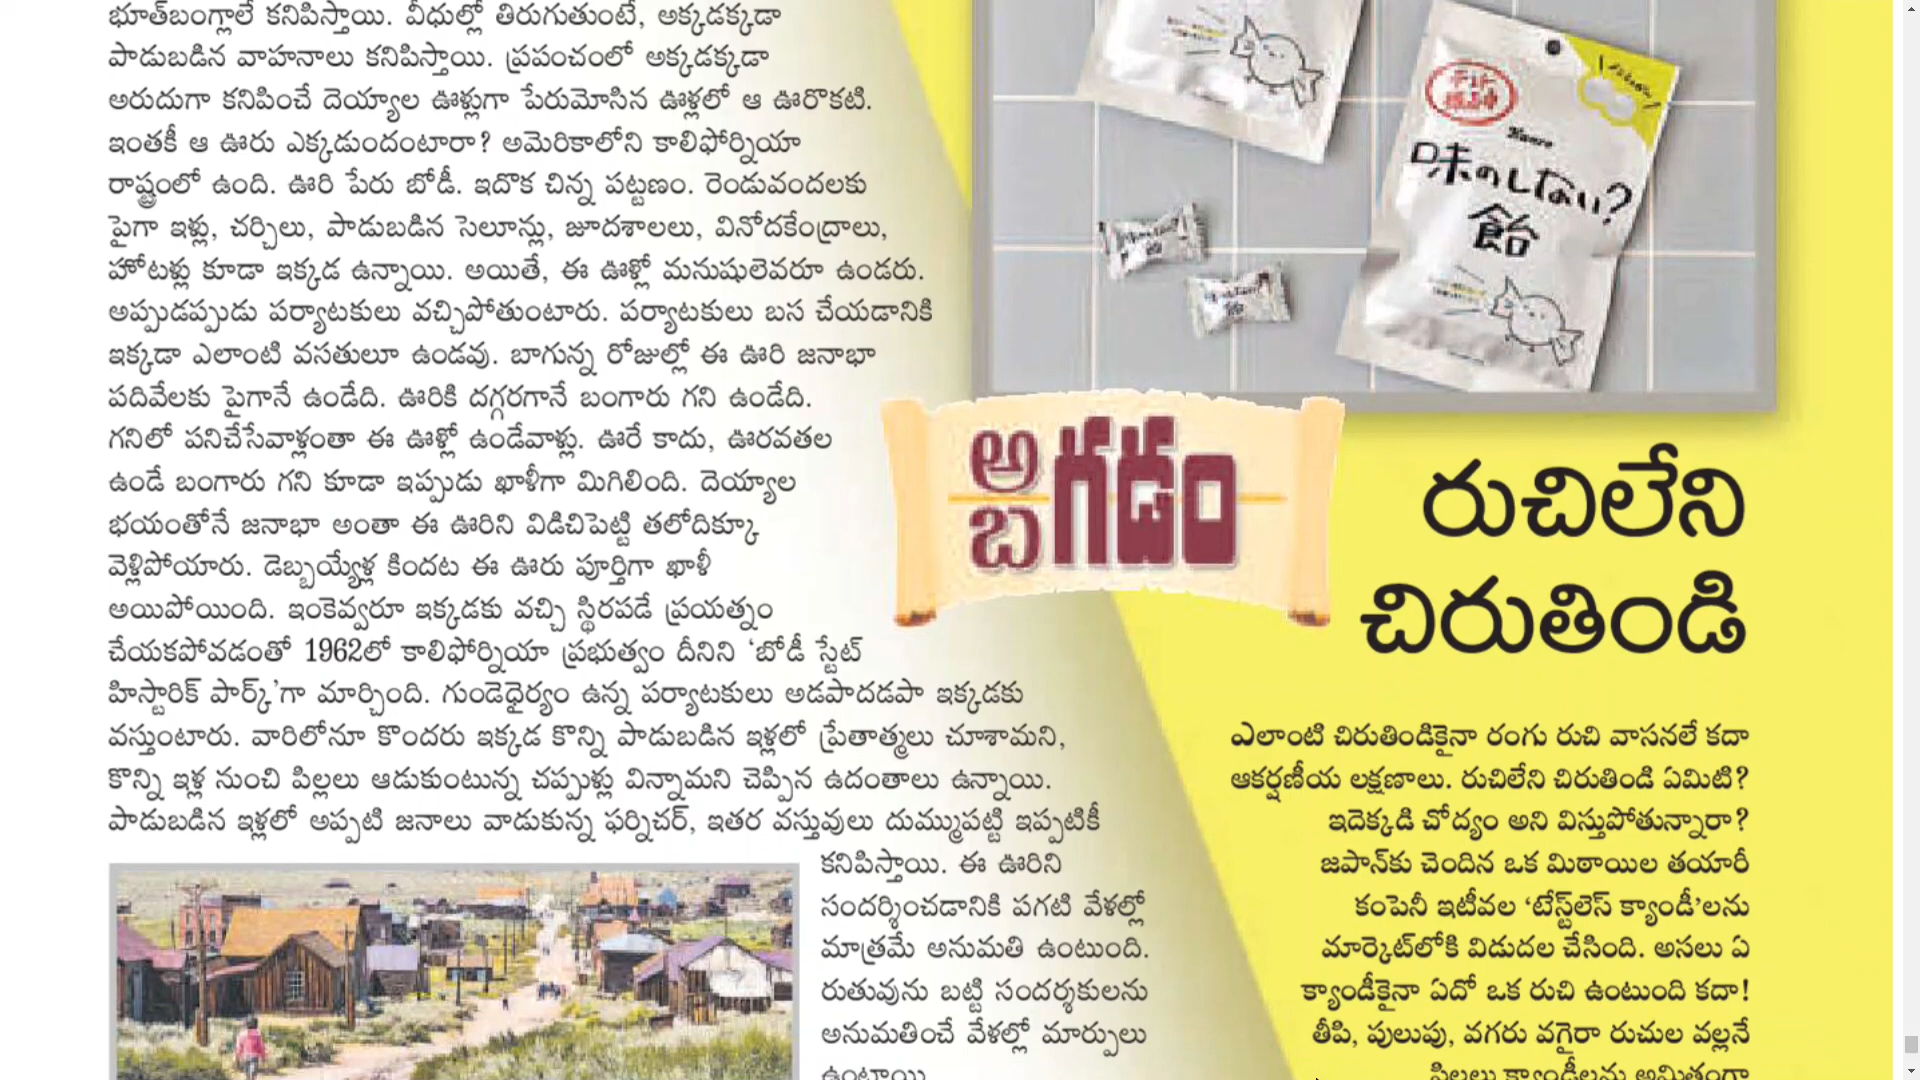 భూత్‌బంగ్లాలే కనిపిస్తాయి. వీధుల్లో తిరుగుతుంటే, అక్కడక్కడా
పాడుబడిన వాహనాలు కనిపిస్తాయి. ప్రపంచంలో అక్కడక్కడా
అరుదుగా కనిపించే దెయ్యాల ఊళ్లుగా పేరుమోసిన ఊళ్లలో ఆ ఊరొకటి.
ఇంతకీ ఆ ఊరు ఎక్కడుందంటారా? అమెరికాలోని కాలిఫోర్నియా
రాష్ట్రంలో ఉంది. ఊరి పేరు బోడీ. ఇదొక చిన్న పట్టణం. రెండువందలకు
పైగా ఇళ్లు, చర్చిలు, పాడుబడిన సెలూన్లు, జూదశాలలు, వినోదకేంద్రాలు,
హోటళ్లు కూడా ఇక్కడ ఉన్నాయి. అయితే, ఈ ఊళ్లో మనుషులెవరూ ఉండరు.
అప్పుడప్పుడు పర్యాటకులు వచ్చిపోతుంటారు. పర్యాటకులు బస చేయడానికి
ఇక్కడా ఎలాంటి వసతులూ ఉండవు. బాగున్న రోజుల్లో ఈ ఊరి జనాభా
పదివేలకు పైగానే ఉండేది. ఊరికి దగ్గరగానే బంగారు గని ఉండేది.
గనిలో పనిచేసేవాళ్లంతా ఈ ఊళ్లో ఉండేవాళ్లు. ఊరే కాదు, ఊరవతల
ఉండే బంగారు గని కూడా ఇప్పుడు ఖాళీగా మిగిలింది. దెయ్యాల
భయంతోనే జనాభా అంతా ఈ ఊరిని విడిచిపెట్టి తలోదిక్కూ
వెళ్లిపోయారు. డెబ్బయ్యేళ్ల కిందట ఈ ఊరు పూర్తిగా ఖాళీ
అయిపోయింది. ఇంకెవ్వరూ ఇక్కడకు వచ్చి స్థిరపడే ప్రయత్నం
చేయకపోవడంతో 1962లో కాలిఫోర్నియా ప్రభుత్వం దీనిని ‘బోడీ స్టేట్
హిస్టారిక్ పార్క్’గా మార్చింది. గుండెధైర్యం ఉన్న పర్యాటకులు అడపాదడపా ఇక్కడకు
వస్తుంటారు. వారిలోనూ కొందరు ఇక్కడ కొన్ని పాడుబడిన ఇళ్లలో ప్రేతాత్మలు చూశామని,
కొన్ని ఇళ్ల నుంచి పిల్లలు ఆడుకుంటున్న చప్పుళ్లు విన్నామని చెప్పిన ఉదంతాలు ఉన్నాయి.
పాడుబడిన ఇళ్లలో అప్పటి జనాలు వాడుకున్న ఫర్నిచర్, ఇతర వస్తువులు దుమ్ముపట్టి ఇప్పటికీ
కనిపిస్తాయి. ఈ ఊరిని
సందర్శించడానికి పగటి వేళల్లో
మాత్రమే అనుమతి ఉంటుంది.
రుతువును బట్టి సందర్శకులను
అనుమతించే వేళల్లో మార్పులు
ఉంటాయి.
Kanro
味のしない?
飴
అ
బ
గడం
రుచిలేని
చిరుతిండి
ఎలాంటి చిరుతిండికైనా రంగు రుచి వాసనలే కదా
ఆకర్షణీయ లక్షణాలు. రుచిలేని చిరుతిండి ఏమిటి?
ఇదెక్కడి చోద్యం అని విస్తుపోతున్నారా?
జపాన్‌కు చెందిన ఒక మిఠాయిల తయారీ
కంపెనీ ఇటీవల ‘టేస్ట్‌లెస్ క్యాండీ’లను
మార్కెట్‌లోకి విడుదల చేసింది. అసలు ఏ
క్యాండీకైనా ఏదో ఒక రుచి ఉంటుంది కదా!
తీపి, పులుపు, వగరు వగైరా రుచుల వల్లనే
పిల్లలు క్యాండీలను అమితంగా